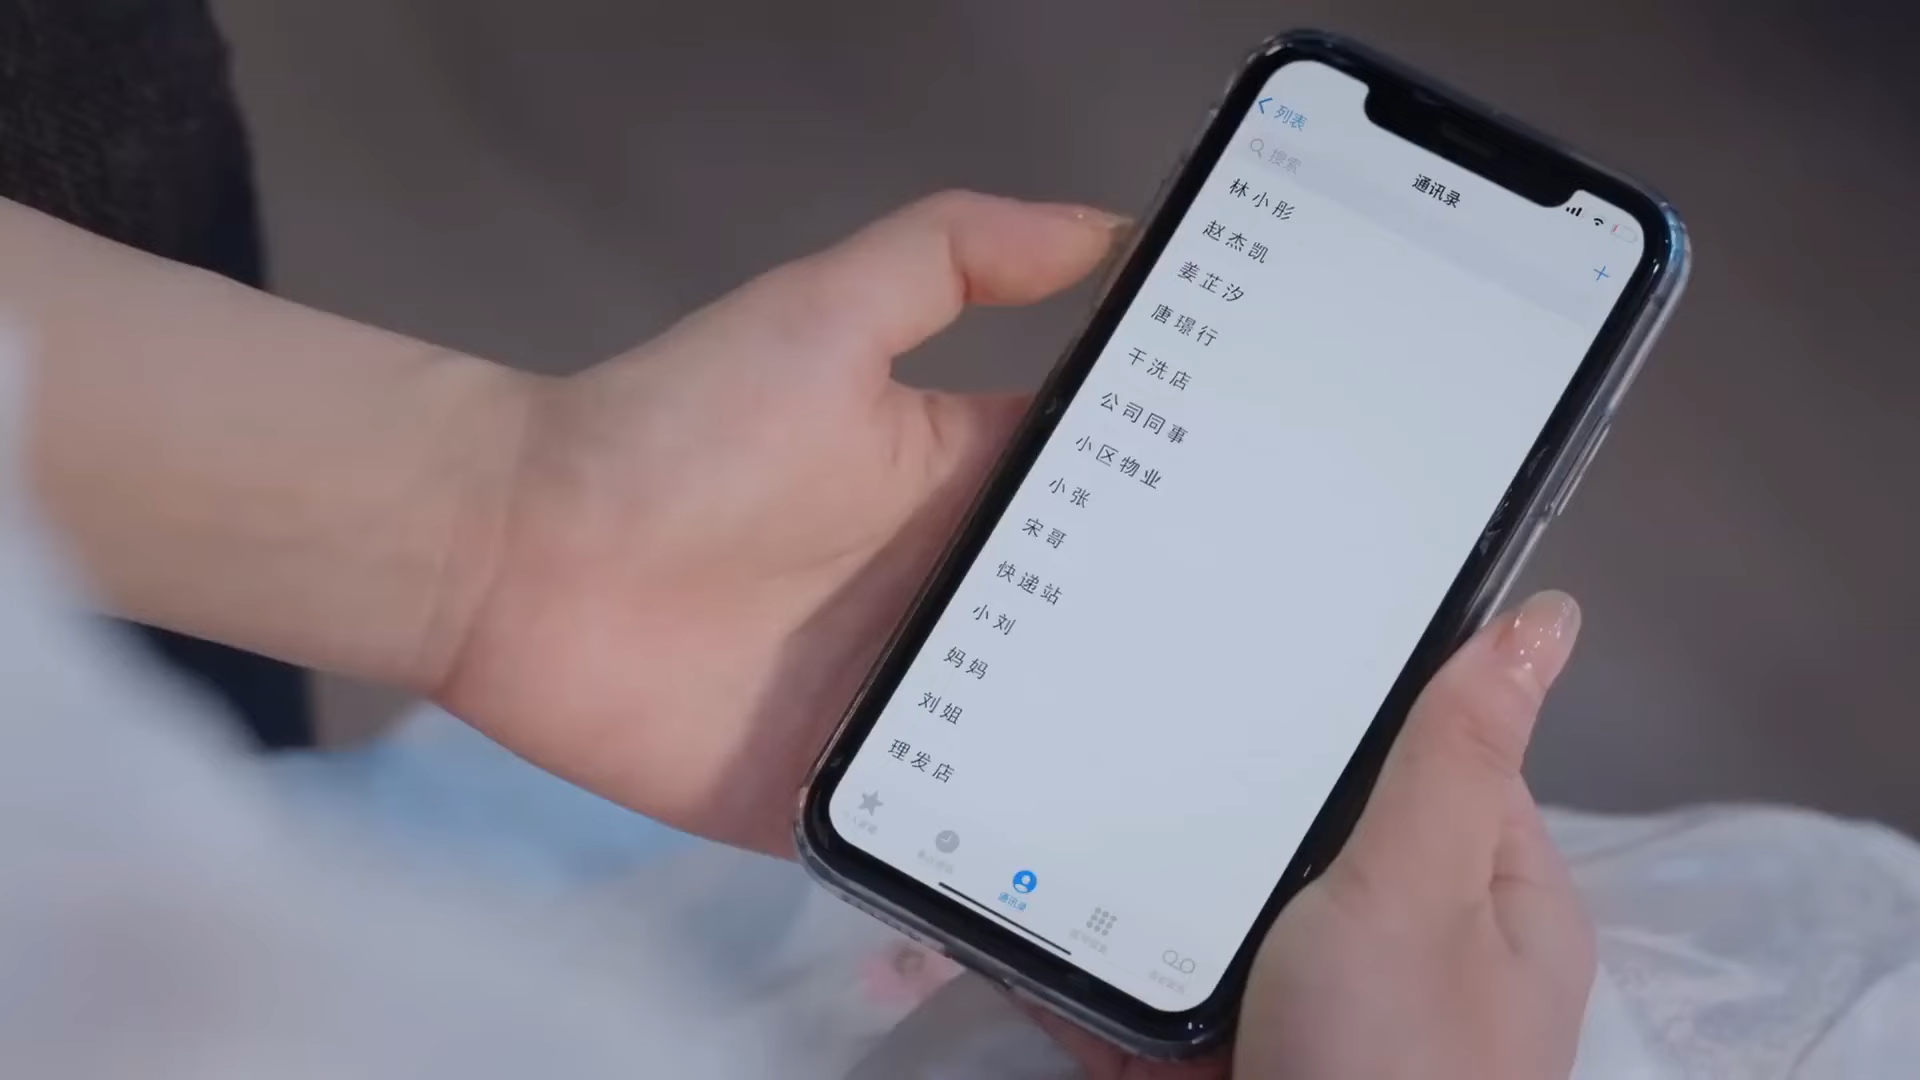 列表
通讯录
搜索
林小彤
赵杰凯
姜芷汐
唐璟行
干洗店
公司同事
小区物业
小张
宋哥
快递站
小刘
妈妈
刘姐
理发店
通讯录